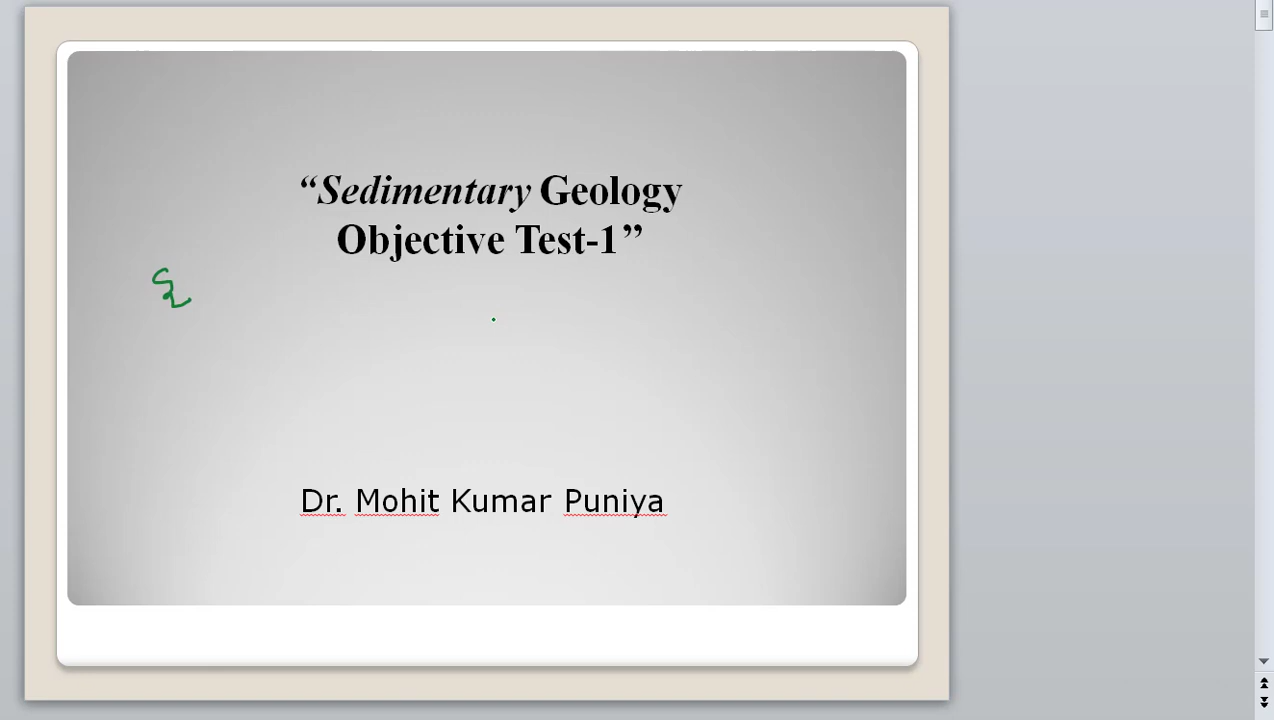 “Sedimentary Geology
Objective Test-1”
Dr. Mohit Kumar Puniya